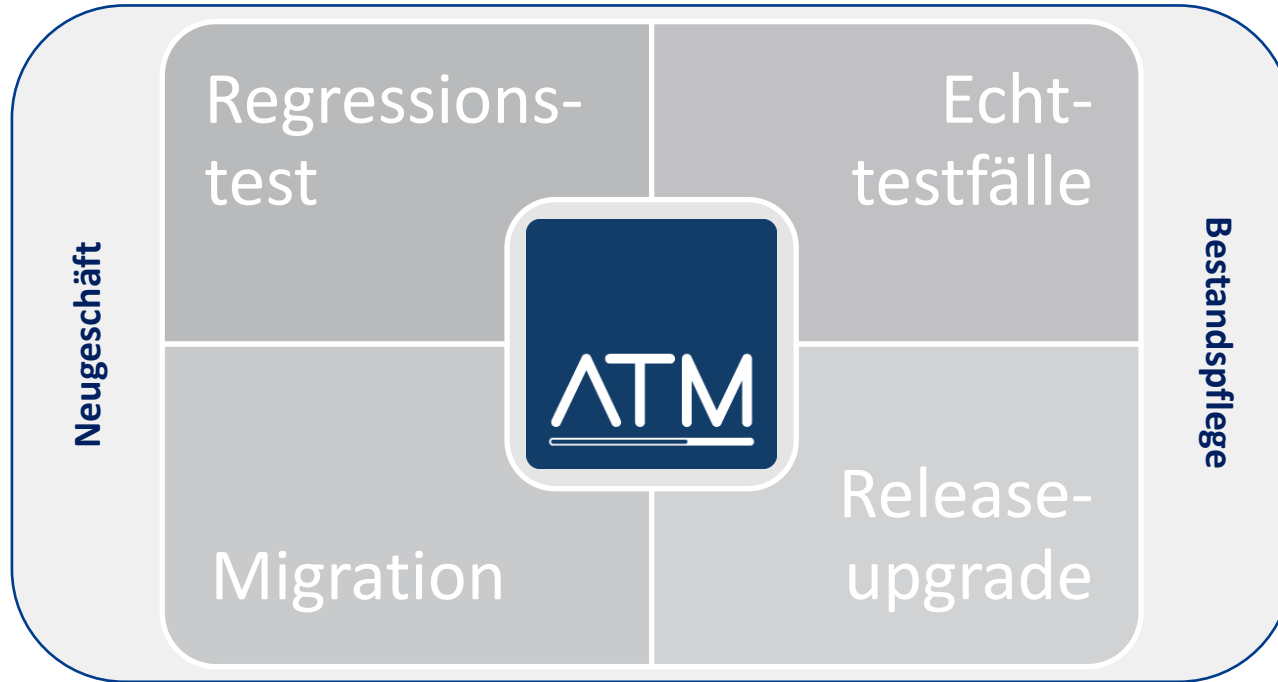 Regressions-
test
Echt-
testfälle
Neugeschäft
ATM
Bestandspflege
Migration
Release-
upgrade